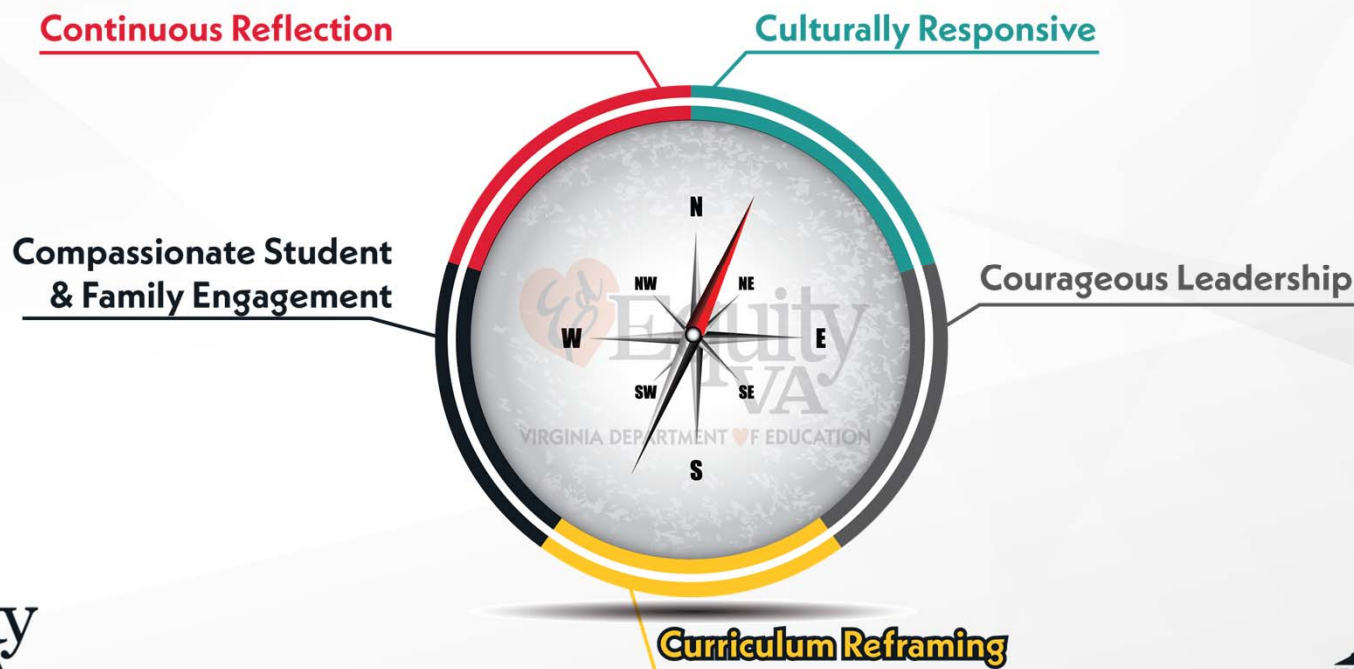 Continuous Reflection
Culturally Responsive
Compassionate Student
& Family Engagement
Courageous Leadership
N
NW
NE
W
E
SW
SE
S
Ed
EQuity
VA
VIRGINIA DEPARTMENT OF EDUCATION
Curriculum Reframing